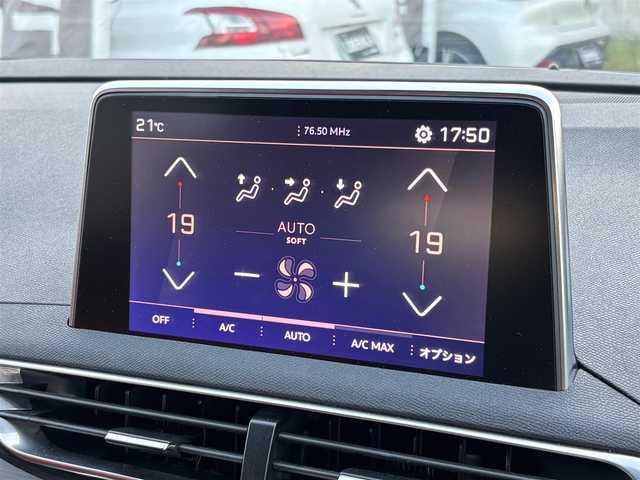 21℃ 76.50 MHz 17:50
19 AUTO 19
SOFT
OFF A/C AUTO A/C MAX オプション